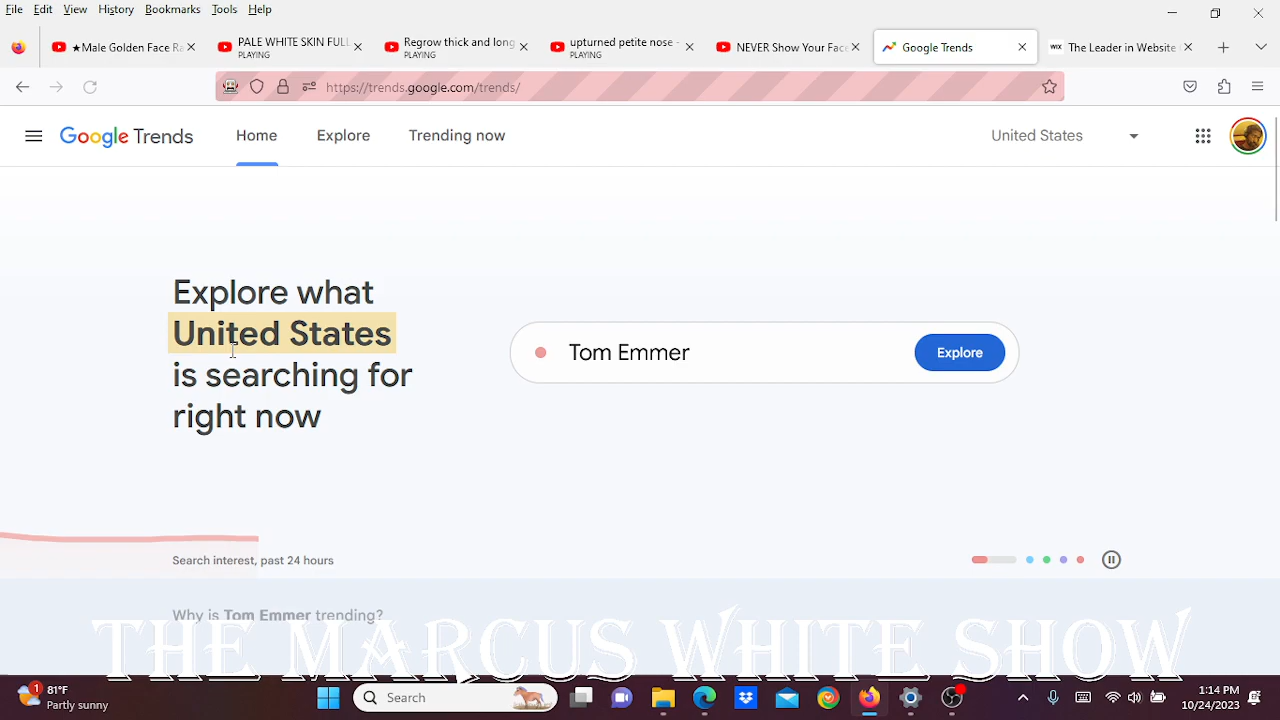 File Edit View History Bookmarks Tools Help
★Male Golden Face Ra
PALE WHITE SKIN FULL
PLAYING
Regrow thick and long
PLAYING
upturned petite nose -
PLAYING
NEVER Show Your Face
Google Trends
WIX The Leader in Website
https://trends.google.com/trends/
Google Trends Home Explore Trending now United States
Explore what
United States
is searching for
right now
Tom Emmer Explore
Search interest, past 24 hours
Why is Tom Emmer trending?
THE MARCUS WHITE SHOW
1
81°F
Partly sunny
Search
1:14 PM